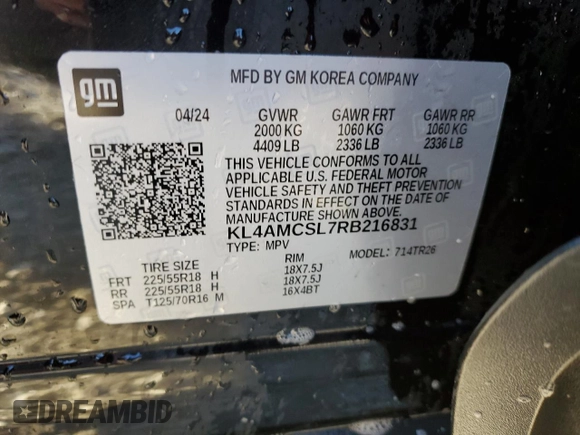 gm
MFD BY GM KOREA COMPANY
04/24 GVWR GAWR FRT GAWR RR
2000 KG 1060 KG 1060 KG
4409 LB 2336 LB 2336 LB
THIS VEHICLE CONFORMS TO ALL
APPLICABLE U.S. FEDERAL MOTOR
VEHICLE SAFETY AND THEFT PREVENTION
STANDARDS IN EFFECT ON THE DATE OF
MANUFACTURE SHOWN ABOVE.
KL4AMCSL7RB216831
TYPE: MPV MODEL: 714TR26
TIRE SIZE RIM
FRT 225/55R18 H 18X7.5J
RR 225/55R18 H 18X7.5J
SPA T125/70R16 M 16X4BT
DREAMBID